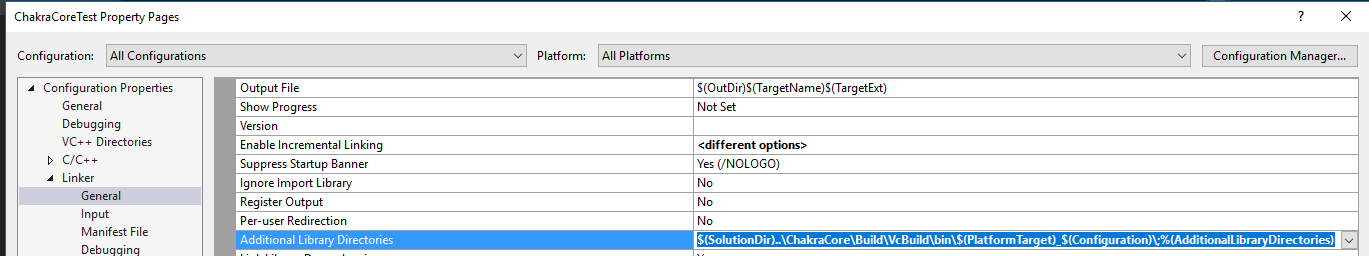 ChakraCoreTest Property Pages ? ×
Configuration: All Configurations Platform: All Platforms Configuration Manager...
Configuration Properties
General
Debugging
VC++ Directories
C/C++
Linker
General
Input
Manifest File
Debugging
Output File $(OutDir)$(TargetName)$(TargetExt)
Show Progress Not Set
Version
Enable Incremental Linking <different options>
Suppress Startup Banner Yes (/NOLOGO)
Ignore Import Library No
Register Output No
Per-user Redirection No
Additional Library Directories $(SolutionDir)..\ChakraCore\Build\VcBuild\bin\$(PlatformTarget)_$(Configuration)\;%(AdditionalLibraryDirectories)